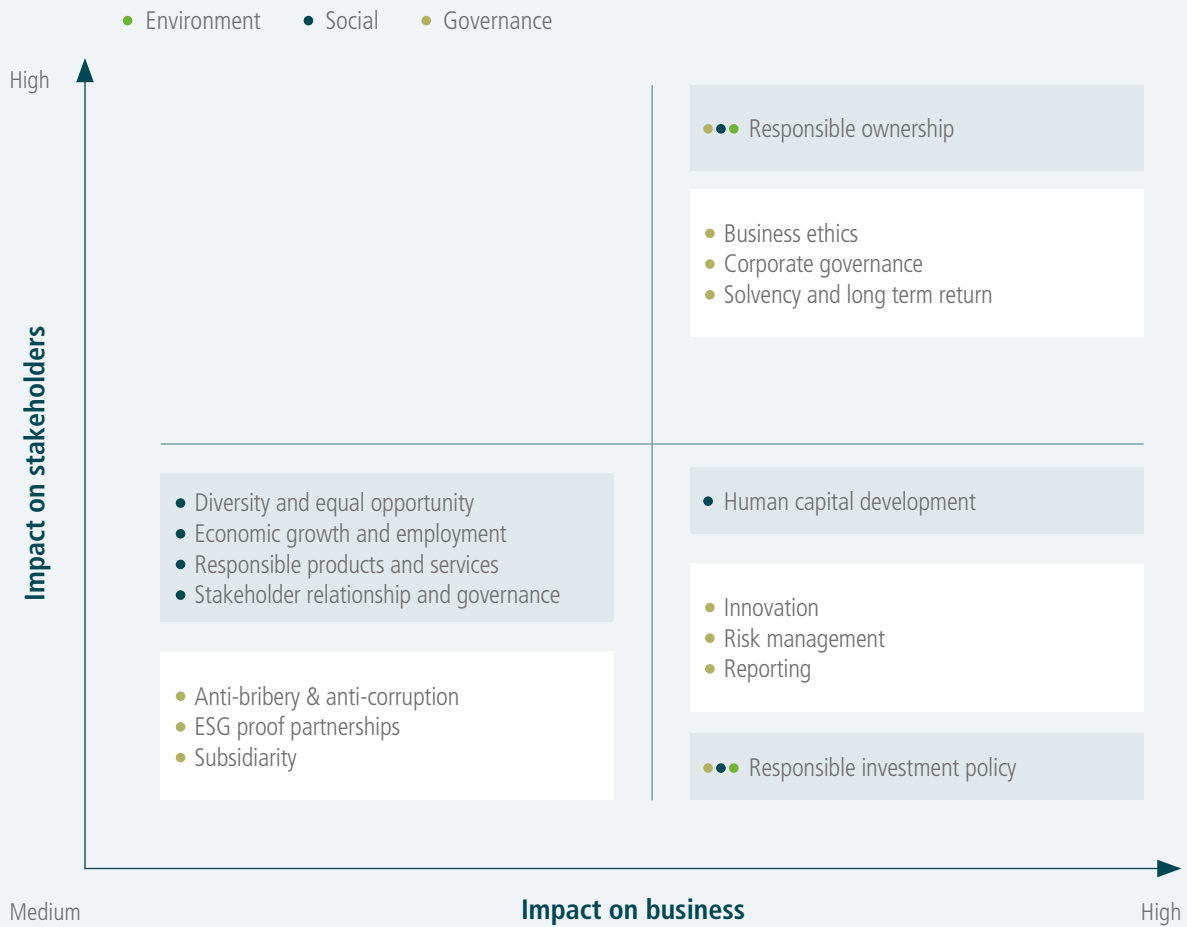 Environment
Social
Governance
High
Responsible ownership
Business ethics
Corporate governance
Solvency and long term return
Impact on stakeholders
Diversity and equal opportunity
Economic growth and employment
Responsible products and services
Stakeholder relationship and governance
Human capital development
Innovation
Risk management
Reporting
Anti-bribery & anti-corruption
ESG proof partnerships
Subsidiarity
Responsible investment policy
Medium
Impact on business
High